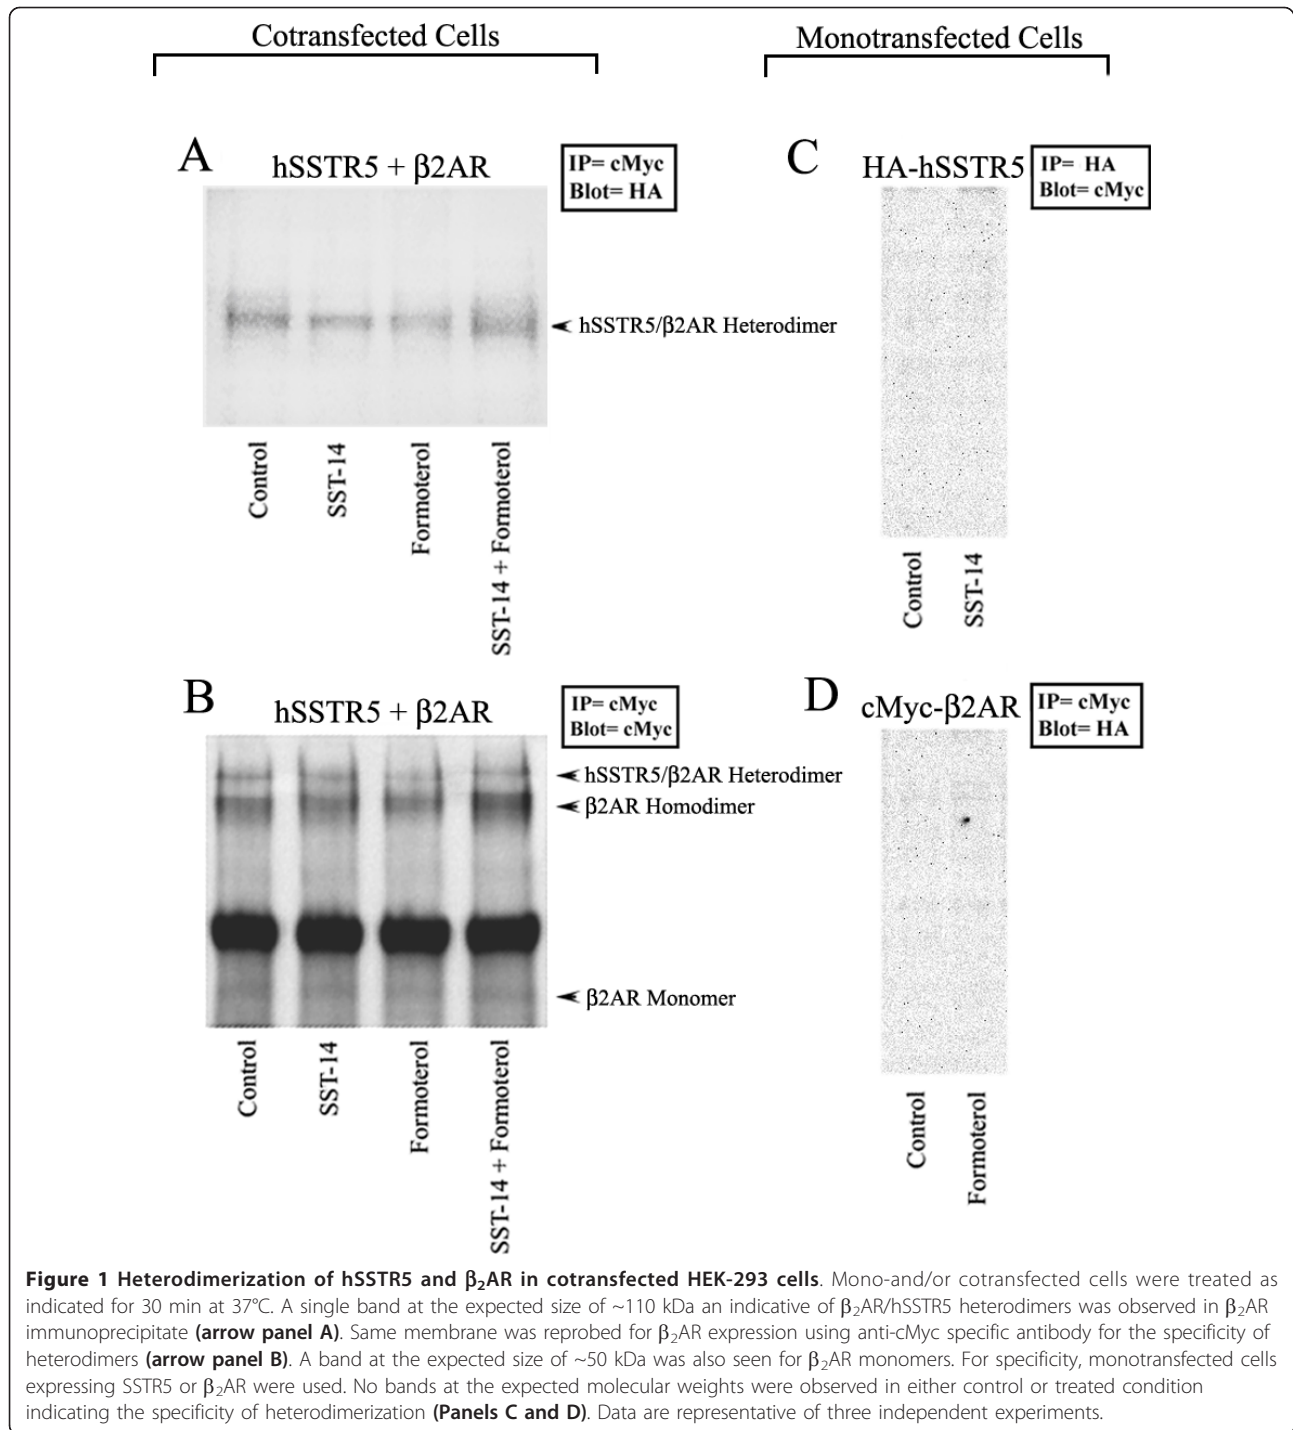 Cotransfected Cells
Monotransfected Cells
A
hSSTR5 + β2AR
IP= cMyc
Blot= HA
hSSTR5/β2AR Heterodimer
Control
SST-14
Formoterol
SST-14 + Formoterol
C
HA-hSSTR5
IP= HA
Blot= cMyc
Control
SST-14
B
hSSTR5 + β2AR
IP= cMyc
Blot= cMyc
hSSTR5/β2AR Heterodimer
β2AR Homodimer
β2AR Monomer
Control
SST-14
Formoterol
SST-14 + Formoterol
D
cMyc-β2AR
IP= cMyc
Blot= HA
Control
Formoterol
Figure 1 Heterodimerization of hSSTR5 and β₂AR in cotransfected HEK-293 cells. Mono-and/or cotransfected cells were treated as
indicated for 30 min at 37°C. A single band at the expected size of ~110 kDa an indicative of β₂AR/hSSTR5 heterodimers was observed in β₂AR
immunoprecipitate (arrow panel A). Same membrane was reprobed for β₂AR expression using anti-cMyc specific antibody for the specificity of
heterodimers (arrow panel B). A band at the expected size of ~50 kDa was also seen for β₂AR monomers. For specificity, monotransfected cells
expressing SSTR5 or β₂AR were used. No bands at the expected molecular weights were observed in either control or treated condition
indicating the specificity of heterodimerization (Panels C and D). Data are representative of three independent experiments.